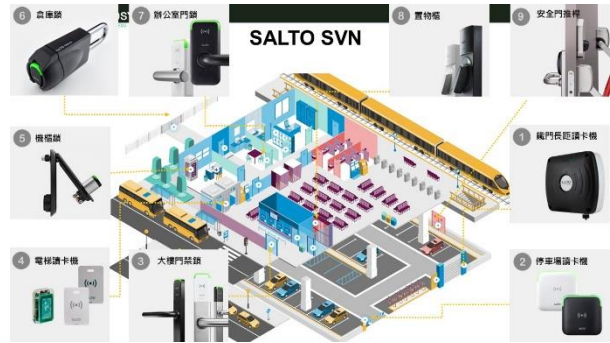 6 倉庫鎖
7 辦公室門鎖
SALTO SVN
8 置物櫃
9 安全門推桿
5 機櫃鎖
1 鐵門長距讀卡機
4 電梯讀卡機
3 大樓門禁鎖
2 停車場讀卡機